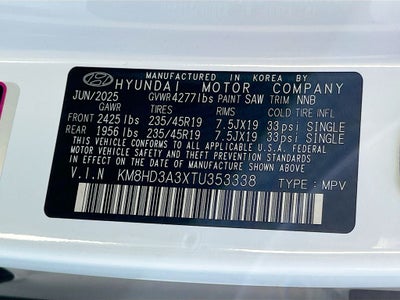 MANUFACTURED IN KOREA BY
HYUNDAI MOTOR COMPANY
JUN/2025 GVWR 4277lbs PAINT SAW TRIM NNB
GAWR TIRES RIMS COLD TIRE INF
FRONT 2425 lbs 235/45R19 7.5JX19 33psi SINGLE
REAR 1956 lbs 235/45R19 7.5JX19 33psi SINGLE
THIS VEHICLE CONFORMS TO ALL APPLICABLE U.S.A. FEDERAL
MOTOR VEHICLE SAFETY AND THEFT PREVENTION STANDARDS
IN EFFECT ON THE DATE OF MANUFACTURE SHOWN ABOVE.
V.I.N KM8HD3A3XTU353338 TYPE : MPV